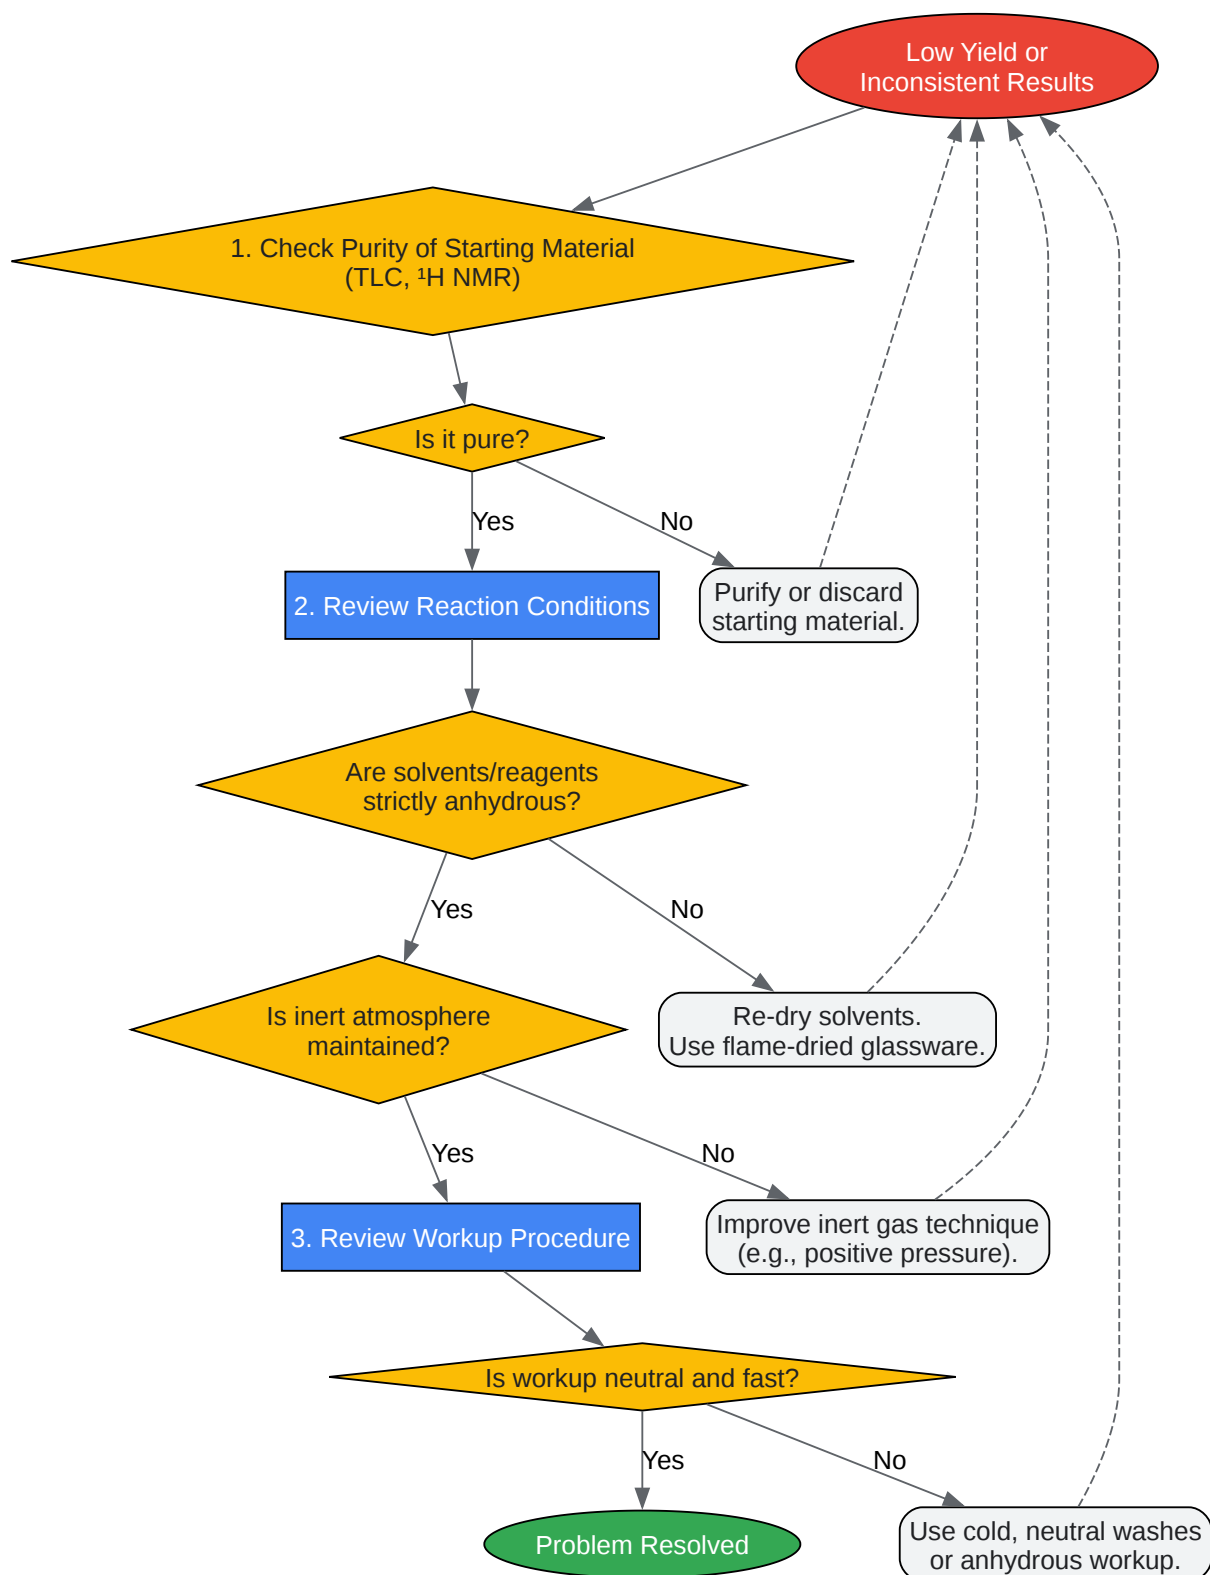 Low Yield or
Inconsistent Results
1. Check Purity of Starting Material
(TLC, ¹H NMR)
Is it pure?
Yes
No
2. Review Reaction Conditions
Purify or discard
starting material.
Are solvents/reagents
strictly anhydrous?
Yes
No
Is inert atmosphere
maintained?
Re-dry solvents.
Use flame-dried glassware.
Yes
No
3. Review Workup Procedure
Improve inert gas technique
(e.g., positive pressure).
Is workup neutral and fast?
Yes
No
Problem Resolved
Use cold, neutral washes
or anhydrous workup.